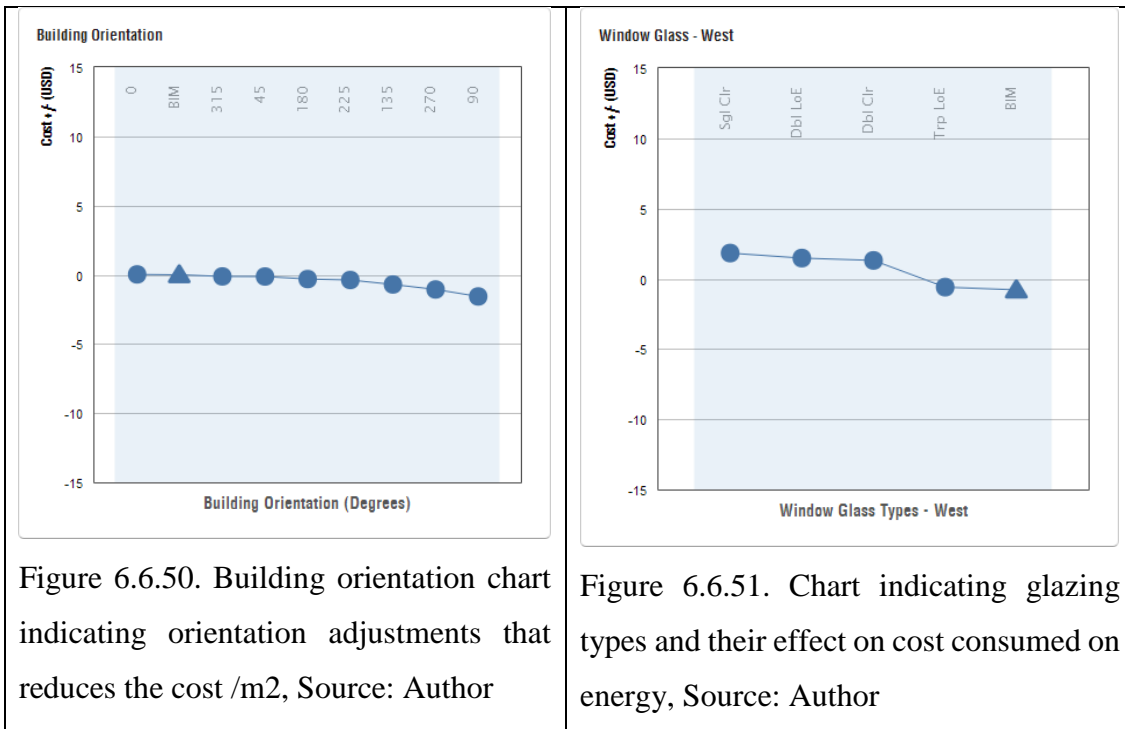 Building Orientation
Cost +/- (USD)
15
10
5
0
-5
-10
-15
0
BIM
315
45
180
225
135
270
90
Building Orientation (Degrees)
Figure 6.6.50. Building orientation chart
indicating orientation adjustments that
reduces the cost /m2, Source: Author
Window Glass - West
Cost +/- (USD)
15
10
5
0
-5
-10
-15
Sgl Clr
Dbl LoE
Dbl Clr
Trp LoE
BIM
Window Glass Types - West
Figure 6.6.51. Chart indicating glazing
types and their effect on cost consumed on
energy, Source: Author